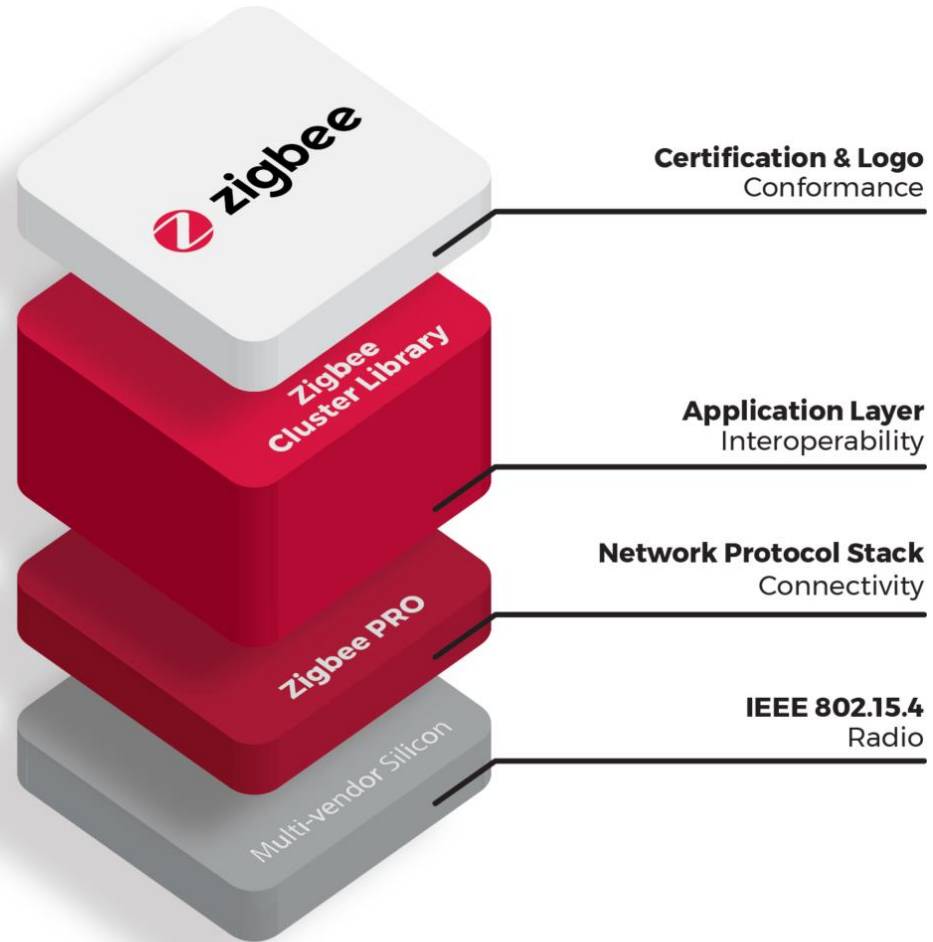 zigbee
Certification & Logo
Conformance
Zigbee
Cluster Library
Application Layer
Interoperability
Zigbee PRO
Network Protocol Stack
Connectivity
Multi-vendor Silicon
IEEE 802.15.4
Radio